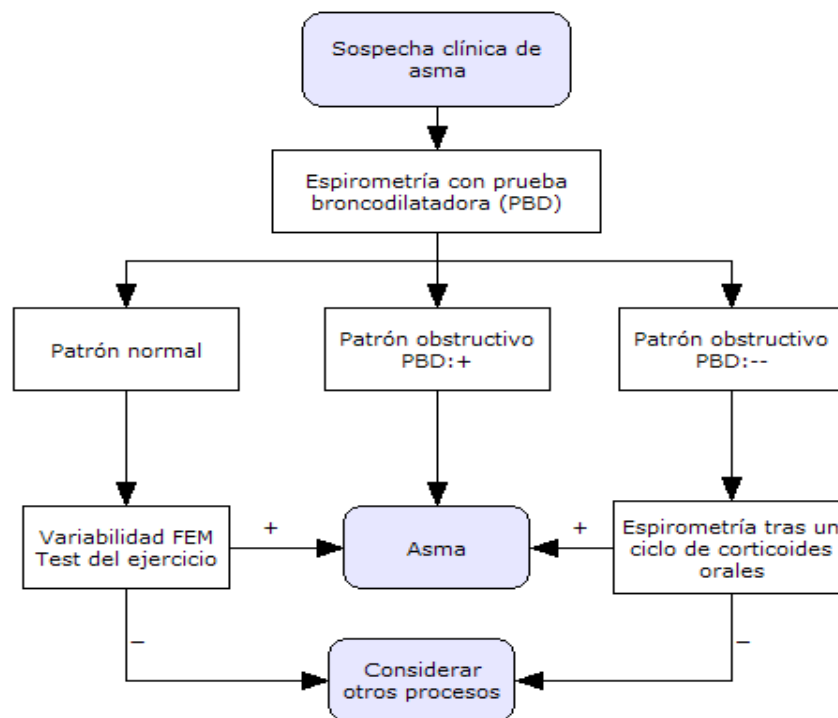 Sospecha clínica de
asma
Espirometría con prueba
broncodilatadora (PBD)
Patrón normal
Patrón obstructivo
PBD:+
Patrón obstructivo
PBD:--
Variabilidad FEM
Test del ejercicio
+
Asma
+
Espirometría tras un
ciclo de corticoides
orales
–
Considerar
otros procesos
–